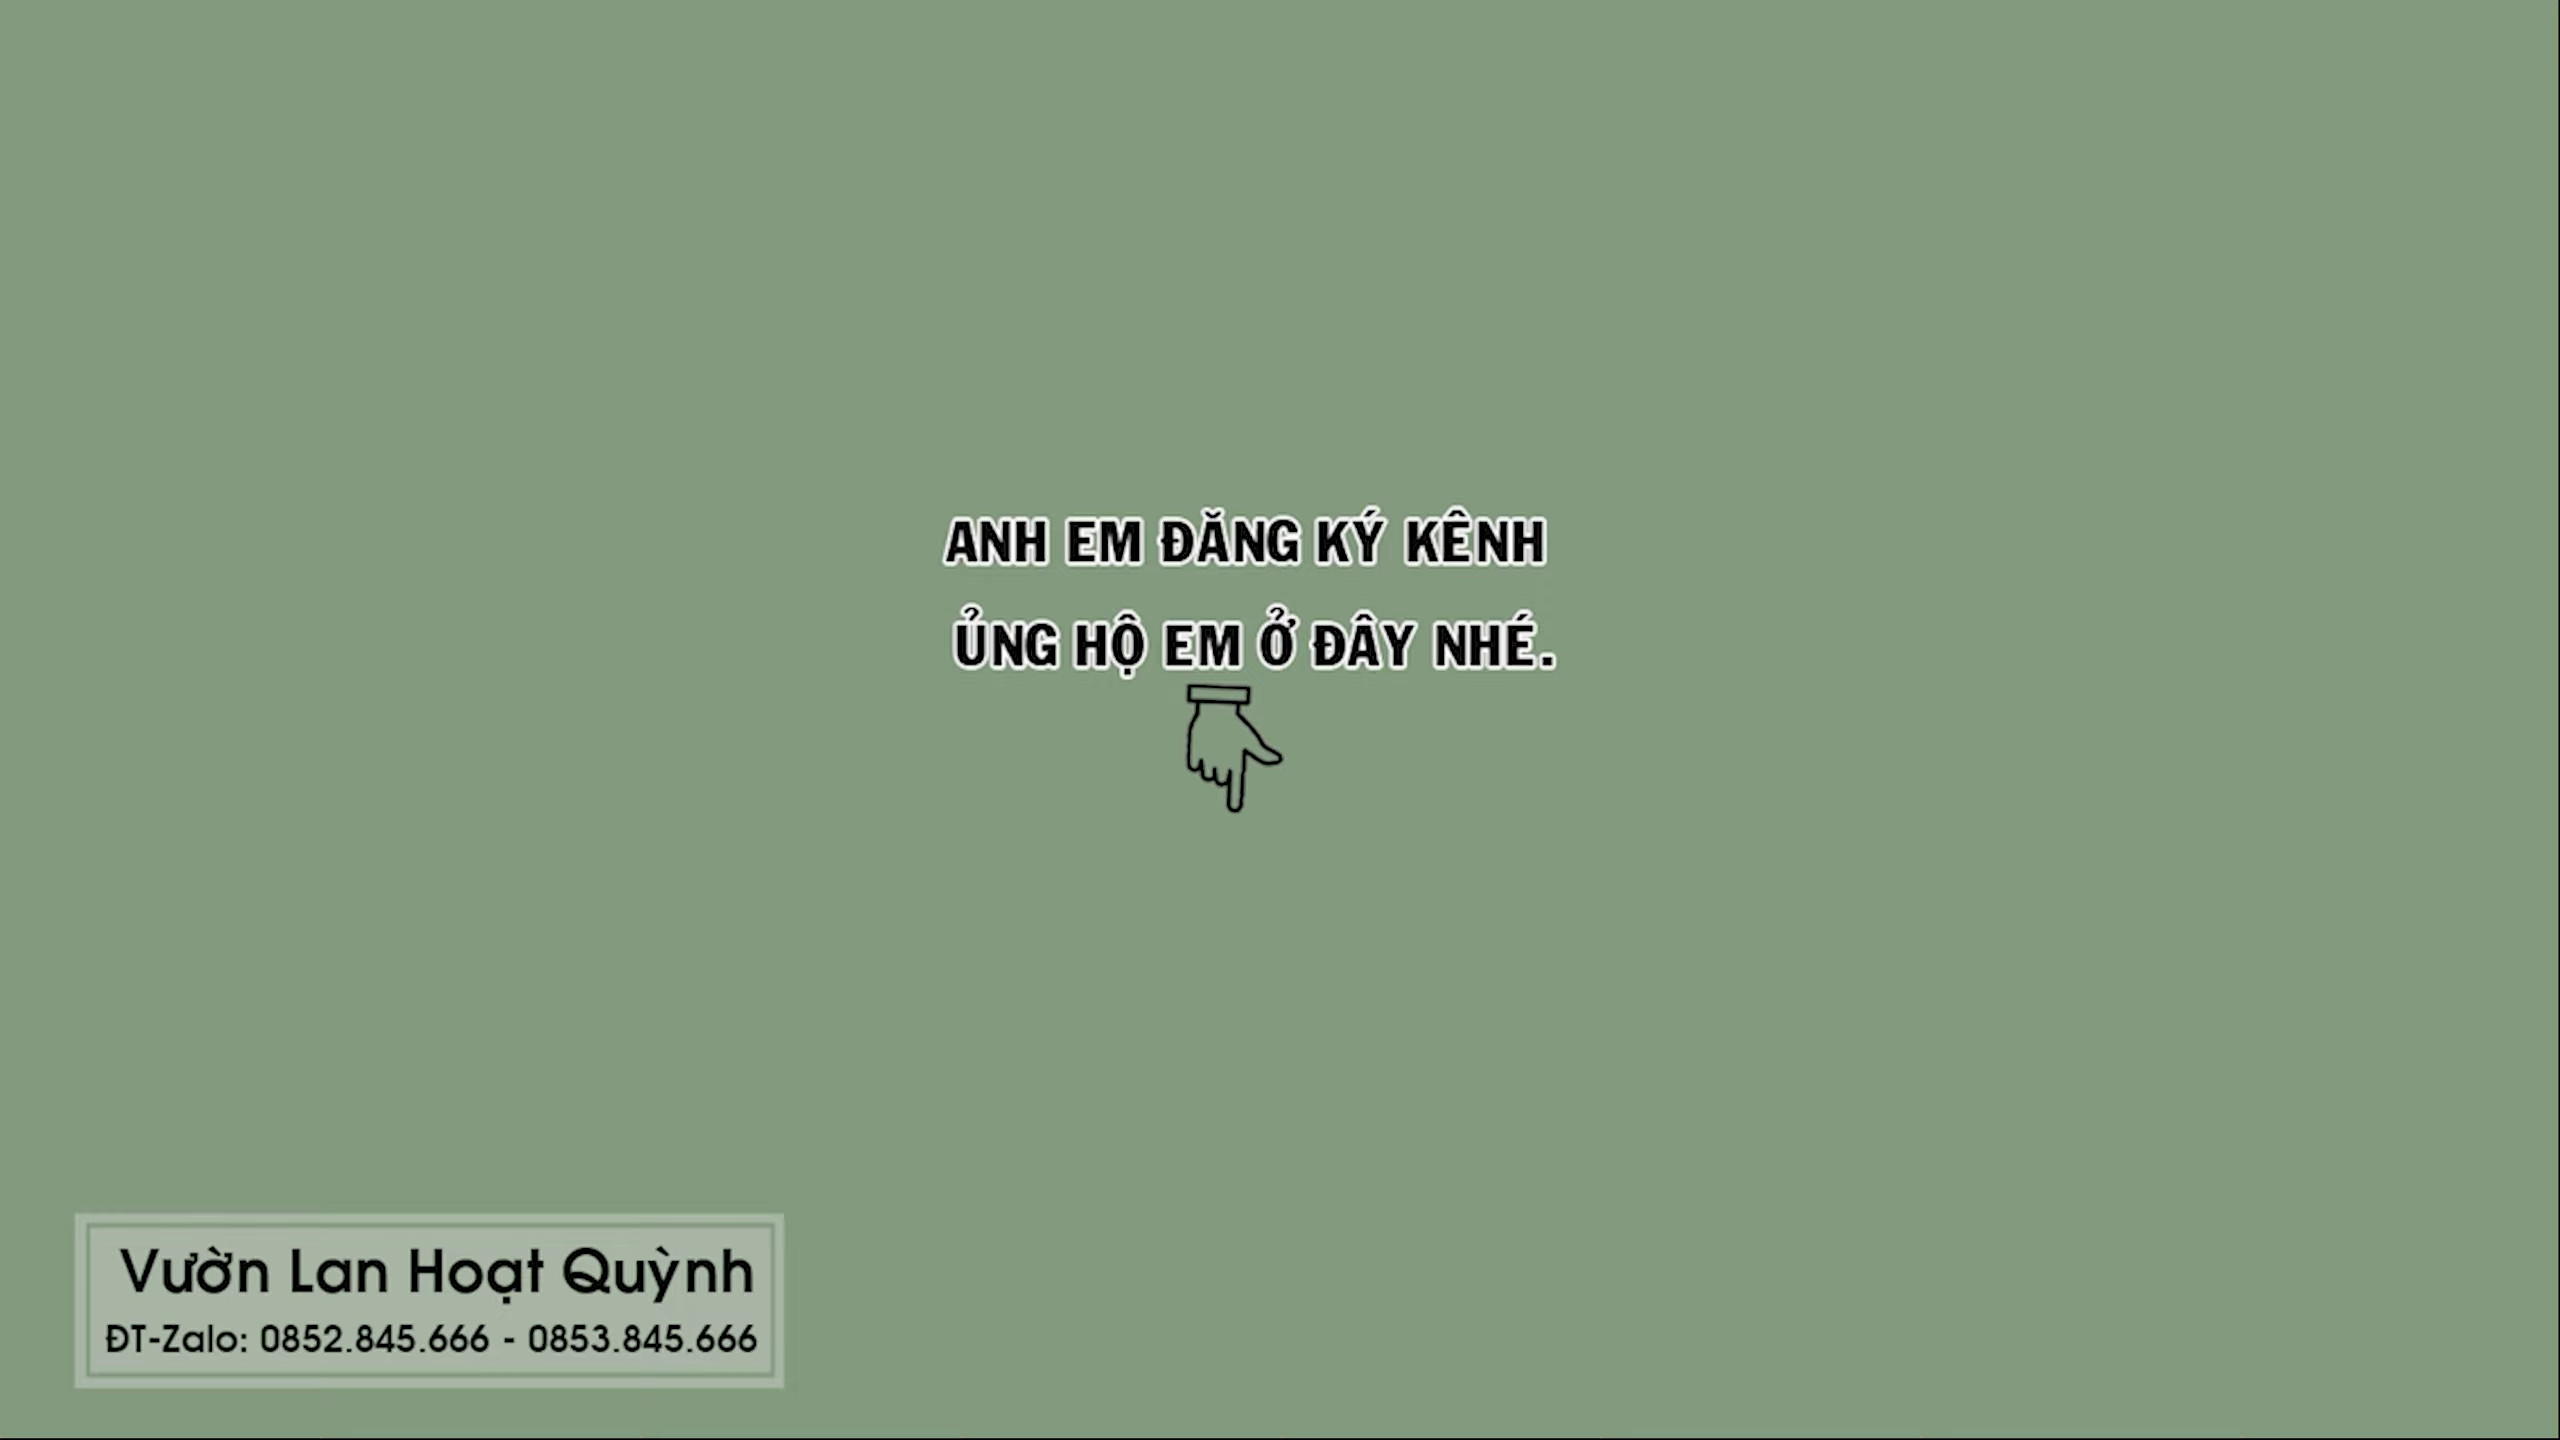 ANH EM ĐĂNG KÝ KÊNH
ỦNG HỘ EM Ở ĐÂY NHÉ.
Vườn Lan Hoạt Quỳnh
ĐT-Zalo: 0852.845.666 - 0853.845.666